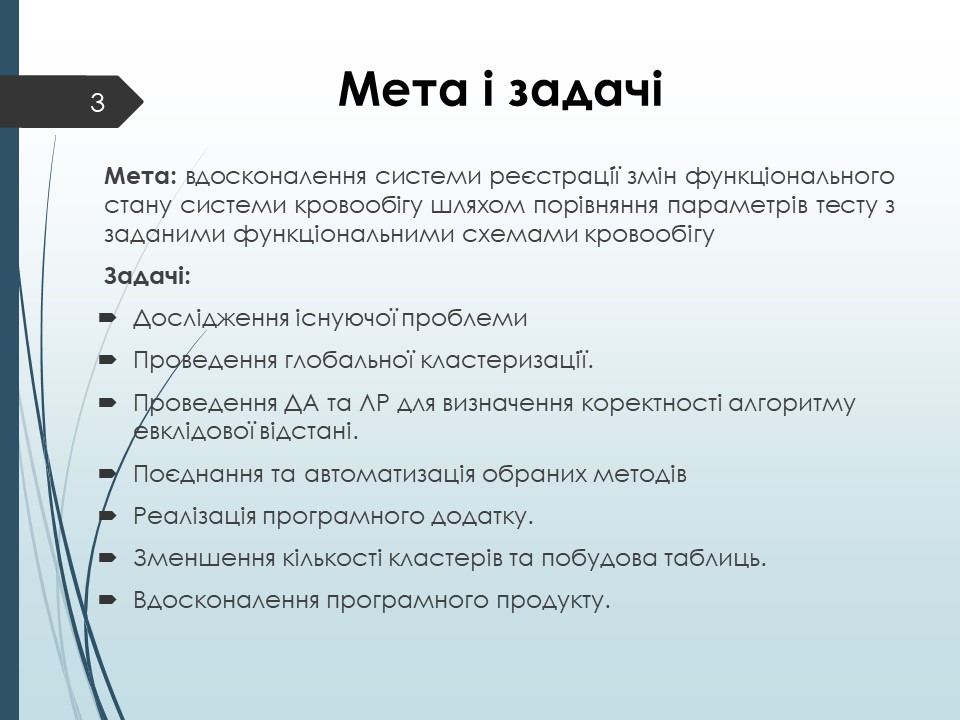 3
Мета і задачі
Мета: вдосконалення системи реєстрації змін функціонального
стану системи кровообігу шляхом порівняння параметрів тесту з
заданими функціональними схемами кровообігу
Задачі:
Дослідження існуючої проблеми
Проведення глобальної кластеризації.
Проведення ДА та ЛР для визначення коректності алгоритму
евклідової відстані.
Поєднання та автоматизація обраних методів
Реалізація програмного додатку.
Зменшення кількості кластерів та побудова таблиць.
Вдосконалення програмного продукту.